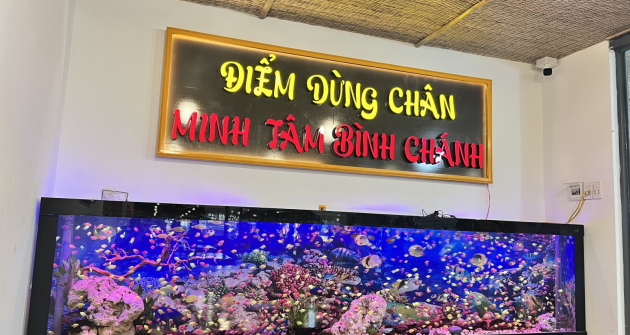 ĐIỂM DỪNG CHÂN
MINH TÂM BÌNH CHÁNH